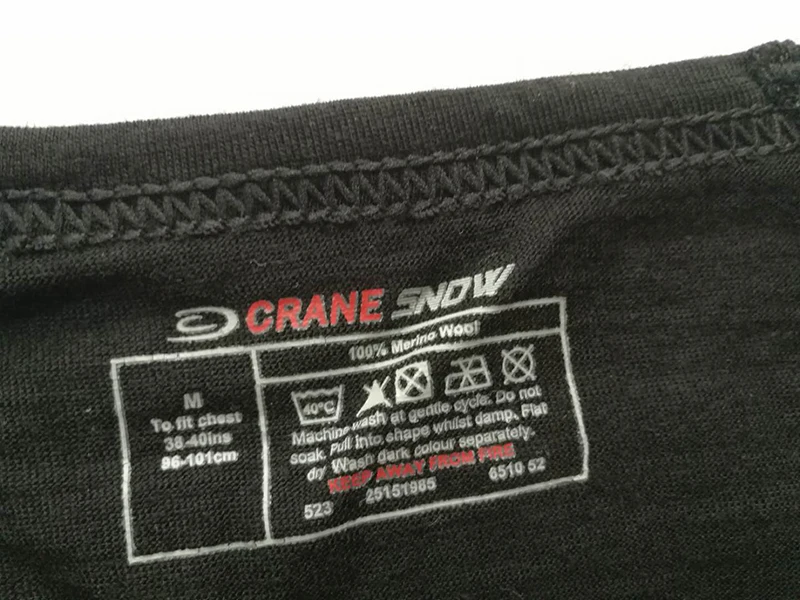 CRANE SNOW
M
To fit chest
38-40ins
96-101cm
100% Merino Wool
40°C
Machine wash at gentle cycle. Do not
soak. Pull into shape whilst damp. Flat
dry. Wash dark colour separately.
KEEP AWAY FROM FIRE
523 25151985 6510 52